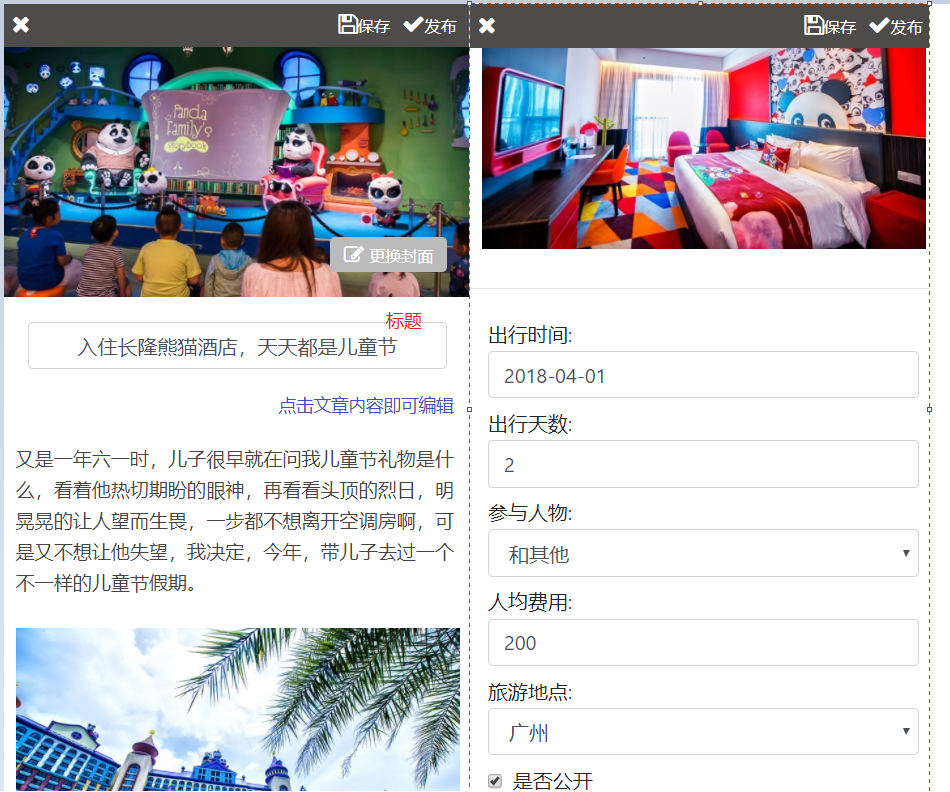 保存 发布
Panda
Family's
Storybook
更换封面
标题
入住长隆熊猫酒店，天天都是儿童节
点击文章内容即可编辑
又是一年六一时，儿子很早就在问我儿童节礼物是什
么，看着他热切期盼的眼神，再看看头顶的烈日，明
晃晃的让人望而生畏，一步都不想离开空调房啊，可
是又不想让他失望，我决定，今年，带儿子去过一个
不一样的儿童节假期。
保存 发布
出行时间:
2018-04-01
出行天数:
2
参与人物:
和其他
人均费用:
200
旅游地点:
广州
是否公开